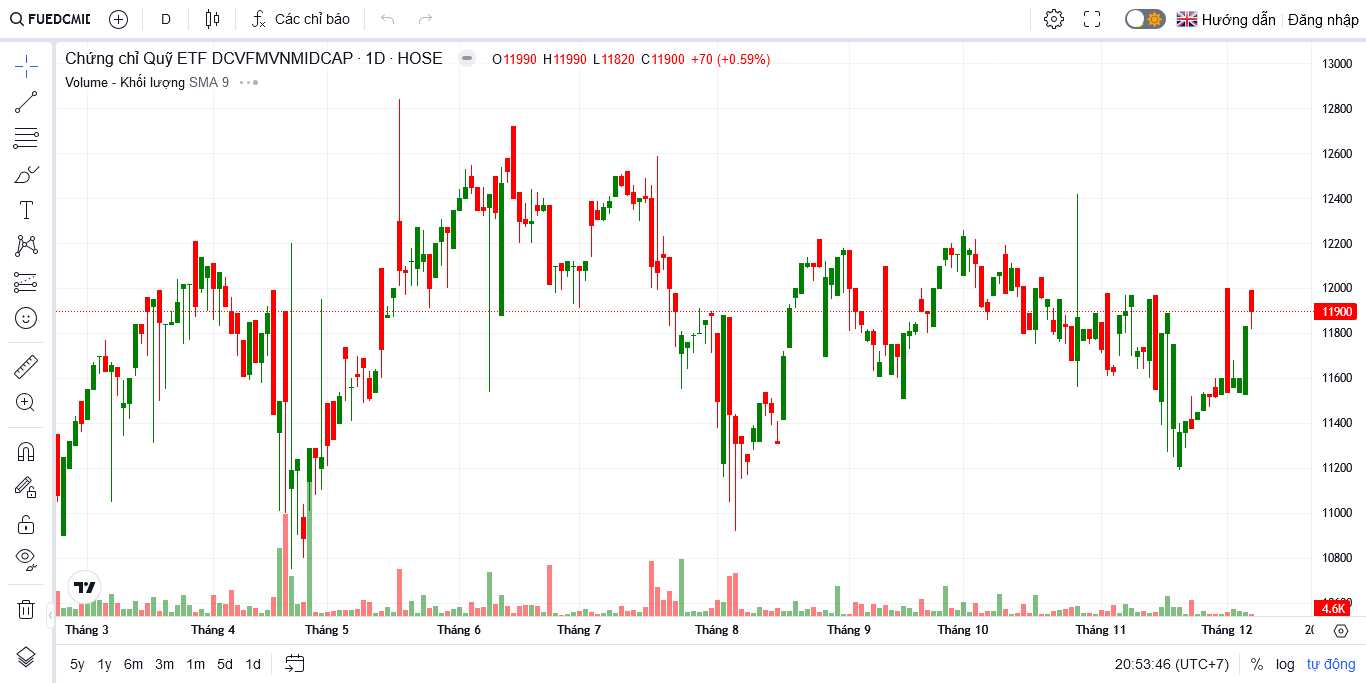 FUEDCMID D Các chỉ báo Hướng dẫn Đăng nhập
Chứng chỉ Quỹ ETF DCVFMVNMIDCAP · 1D · HOSE O11990 H11990 L11820 C11900 +70 (+0.59%)
Volume - Khối lượng SMA 9
13000
12800
12600
12400
12200
12000
11900
11800
11600
11400
11200
11000
10800
4.6K
Tháng 3 Tháng 4 Tháng 5 Tháng 6 Tháng 7 Tháng 8 Tháng 9 Tháng 10 Tháng 11 Tháng 12 20
5y 1y 6m 3m 1m 5d 1d 20:53:46 (UTC+7) % log tự động